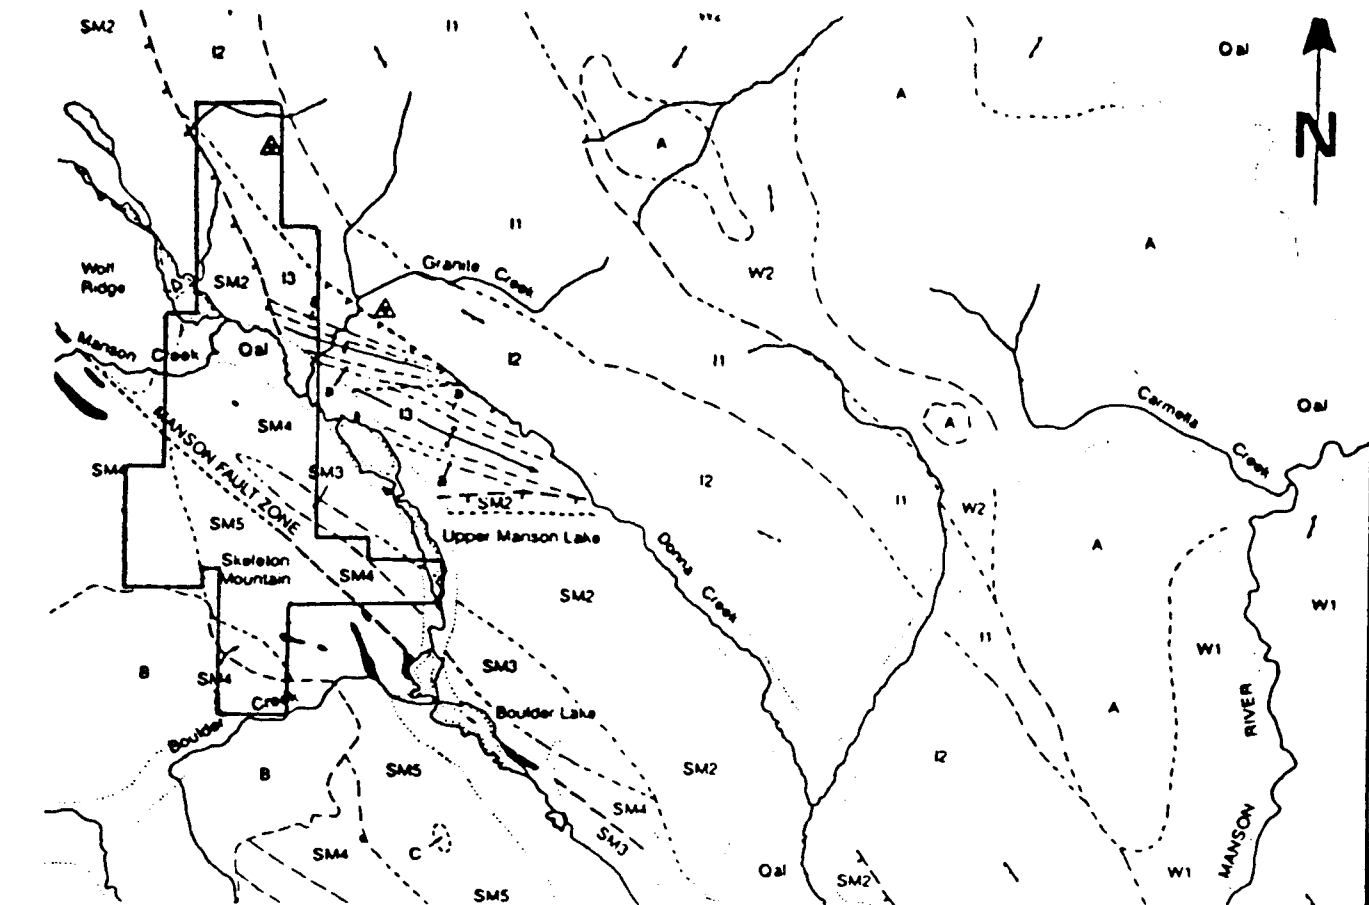 SM2
I2
I1
W2
Oal
A
N
A
I1
A
Wolf
Ridge
SM2
I3
Granite Creek
W2
Manson Creek
Oal
I2
I1
Carmella
Creek
Oal
A
SM4
I3
MANSON FAULT ZONE
SM4
SM3
I2
I1
W2
SM2
SM5
Upper Manson Lake
A
Skeleton
Mountain
SM4
SM2
Donna Creek
W1
I1
W1
B
SM4
SM3
Creek
Boulder
Boulder Lake
A
MANSON RIVER
B
SM5
SM2
I2
SM4
SM3
SM4
C
Oal
SM2
W1
SM5